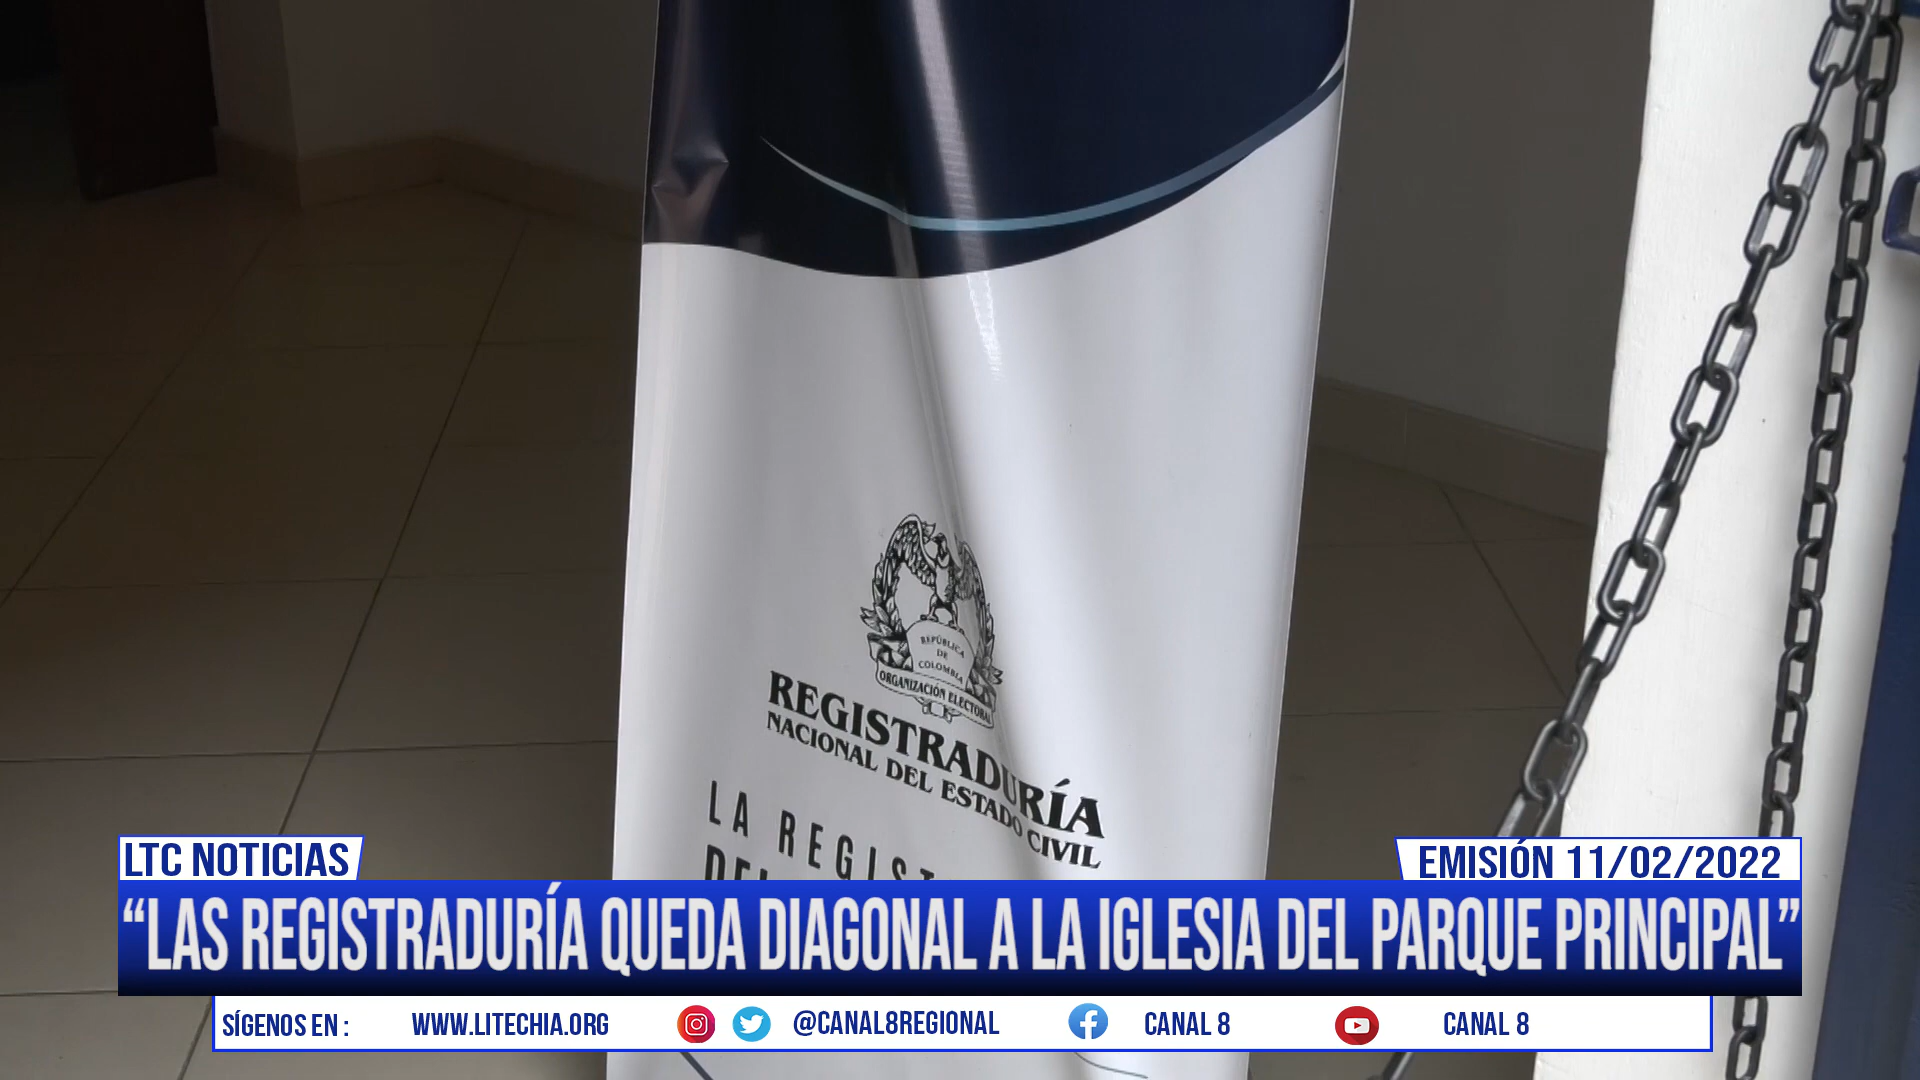 REPÚBLICA
DE
COLOMBIA
ORGANIZACIÓN ELECTORAL
REGISTRADURÍA
NACIONAL DEL ESTADO CIVIL
LA REGIST
LTC NOTICIAS
EMISIÓN 11/02/2022
“LAS REGISTRADURÍA QUEDA DIAGONAL A LA IGLESIA DEL PARQUE PRINCIPAL”
SÍGENOS EN :
WWW.LITECHIA.ORG
@CANAL8REGIONAL
CANAL 8
CANAL 8